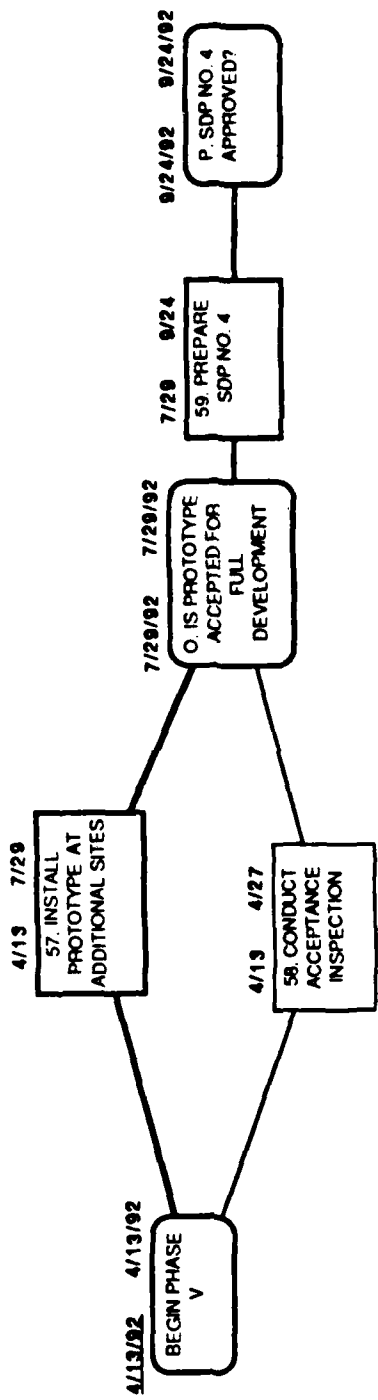 4/13/92 4/13/92
BEGIN PHASE
V
4/13 7/29
57. INSTALL
PROTOTYPE AT
ADDITIONAL SITES
4/13 4/27
58. CONDUCT
ACCEPTANCE
INSPECTION
7/29/92 7/29/92
O. IS PROTOTYPE
ACCEPTED FOR
FULL
DEVELOPMENT
7/29 9/24
59. PREPARE
SDP NO. 4
9/24/92 9/24/92
P. SDP NO. 4
APPROVED?